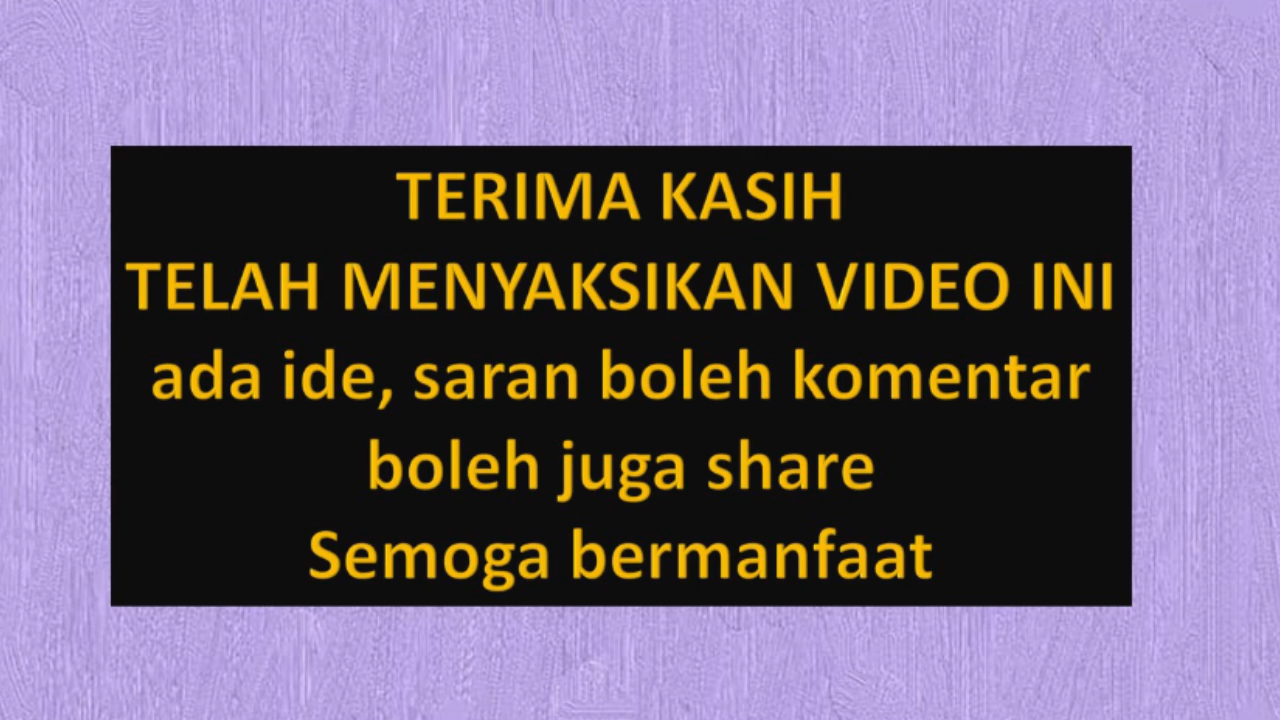 TERIMA KASIH
TELAH MENYAKSIKAN VIDEO INI
ada ide, saran boleh komentar
boleh juga share
Semoga bermanfaat